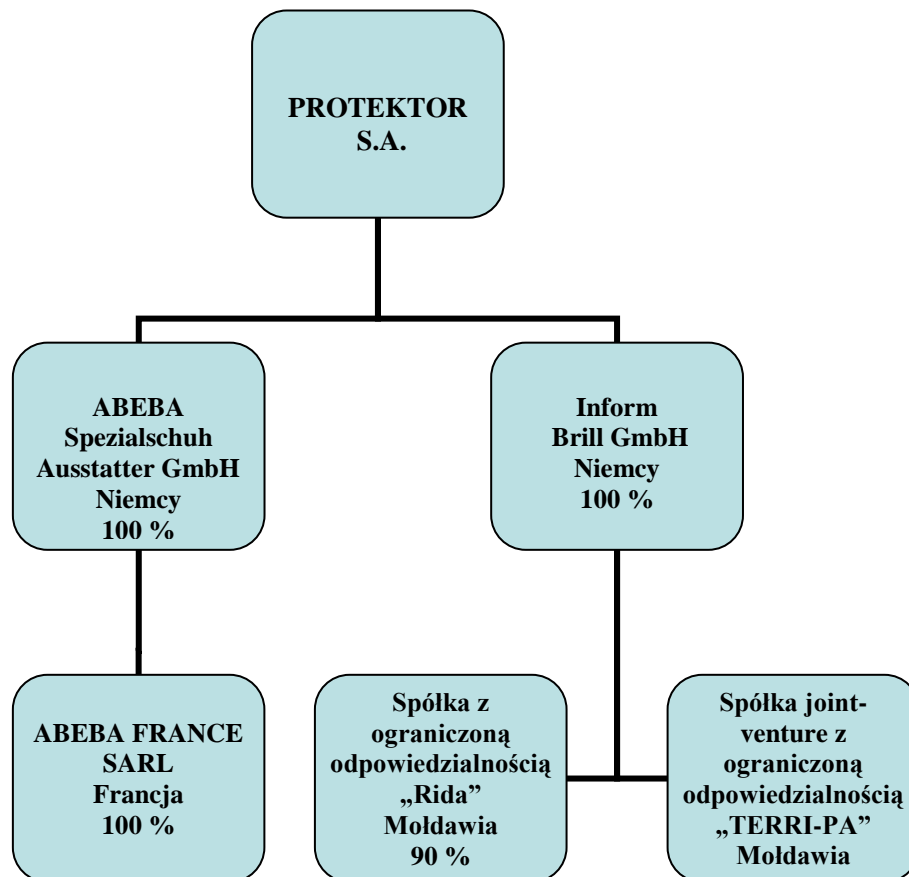 PROTEKTOR
S.A.
ABEBA
Spezialschuh
Ausstatter GmbH
Niemcy
100 %
Inform
Brill GmbH
Niemcy
100 %
ABEBA FRANCE
SARL
Francja
100 %
Spółka z
ograniczoną
odpowiedzialnością
„Rida”
Mołdawia
90 %
Spółka joint-
venture z
ograniczoną
odpowiedzialnością
„TERRI-PA”
Mołdawia